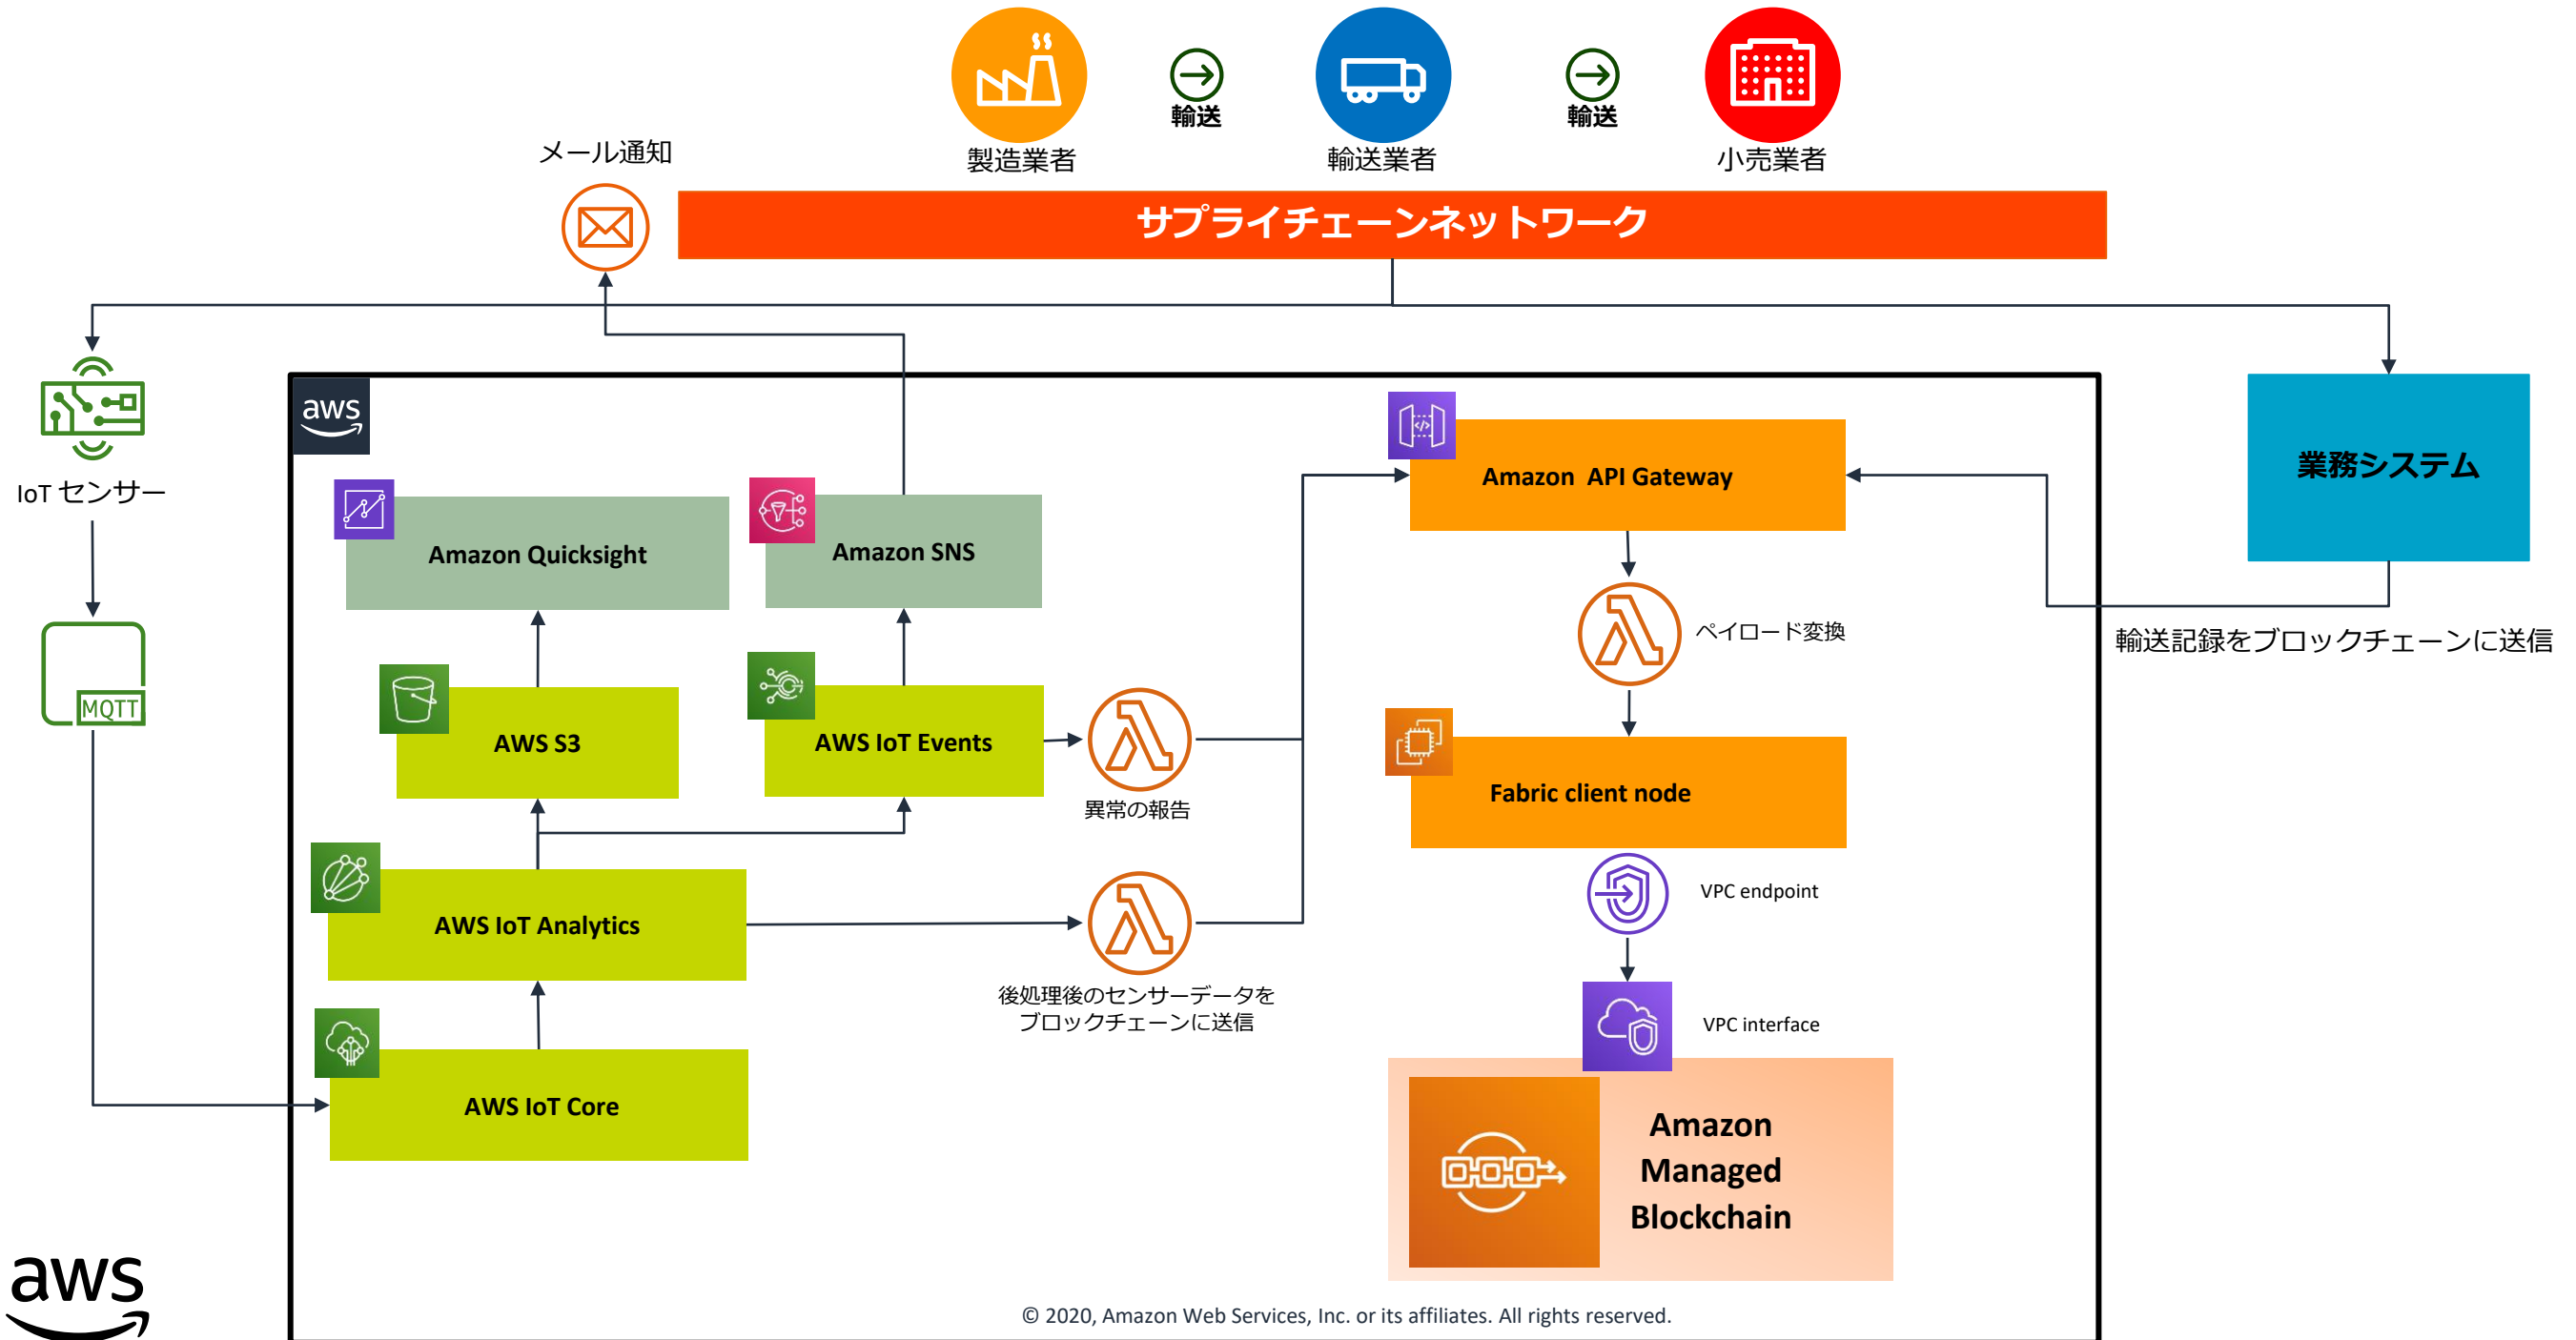 輸送
輸送
製造業者
輸送業者
小売業者
メール通知
サプライチェーンネットワーク
aws
IoT センサー
MQTT
Amazon Quicksight
Amazon SNS
Amazon API Gateway
業務システム
ペイロード変換
輸送記録をブロックチェーンに送信
AWS S3
AWS IoT Events
異常の報告
Fabric client node
VPC endpoint
AWS IoT Analytics
後処理後のセンサーデータを
ブロックチェーンに送信
VPC interface
AWS IoT Core
Amazon
Managed
Blockchain
aws
© 2020, Amazon Web Services, Inc. or its affiliates. All rights reserved.